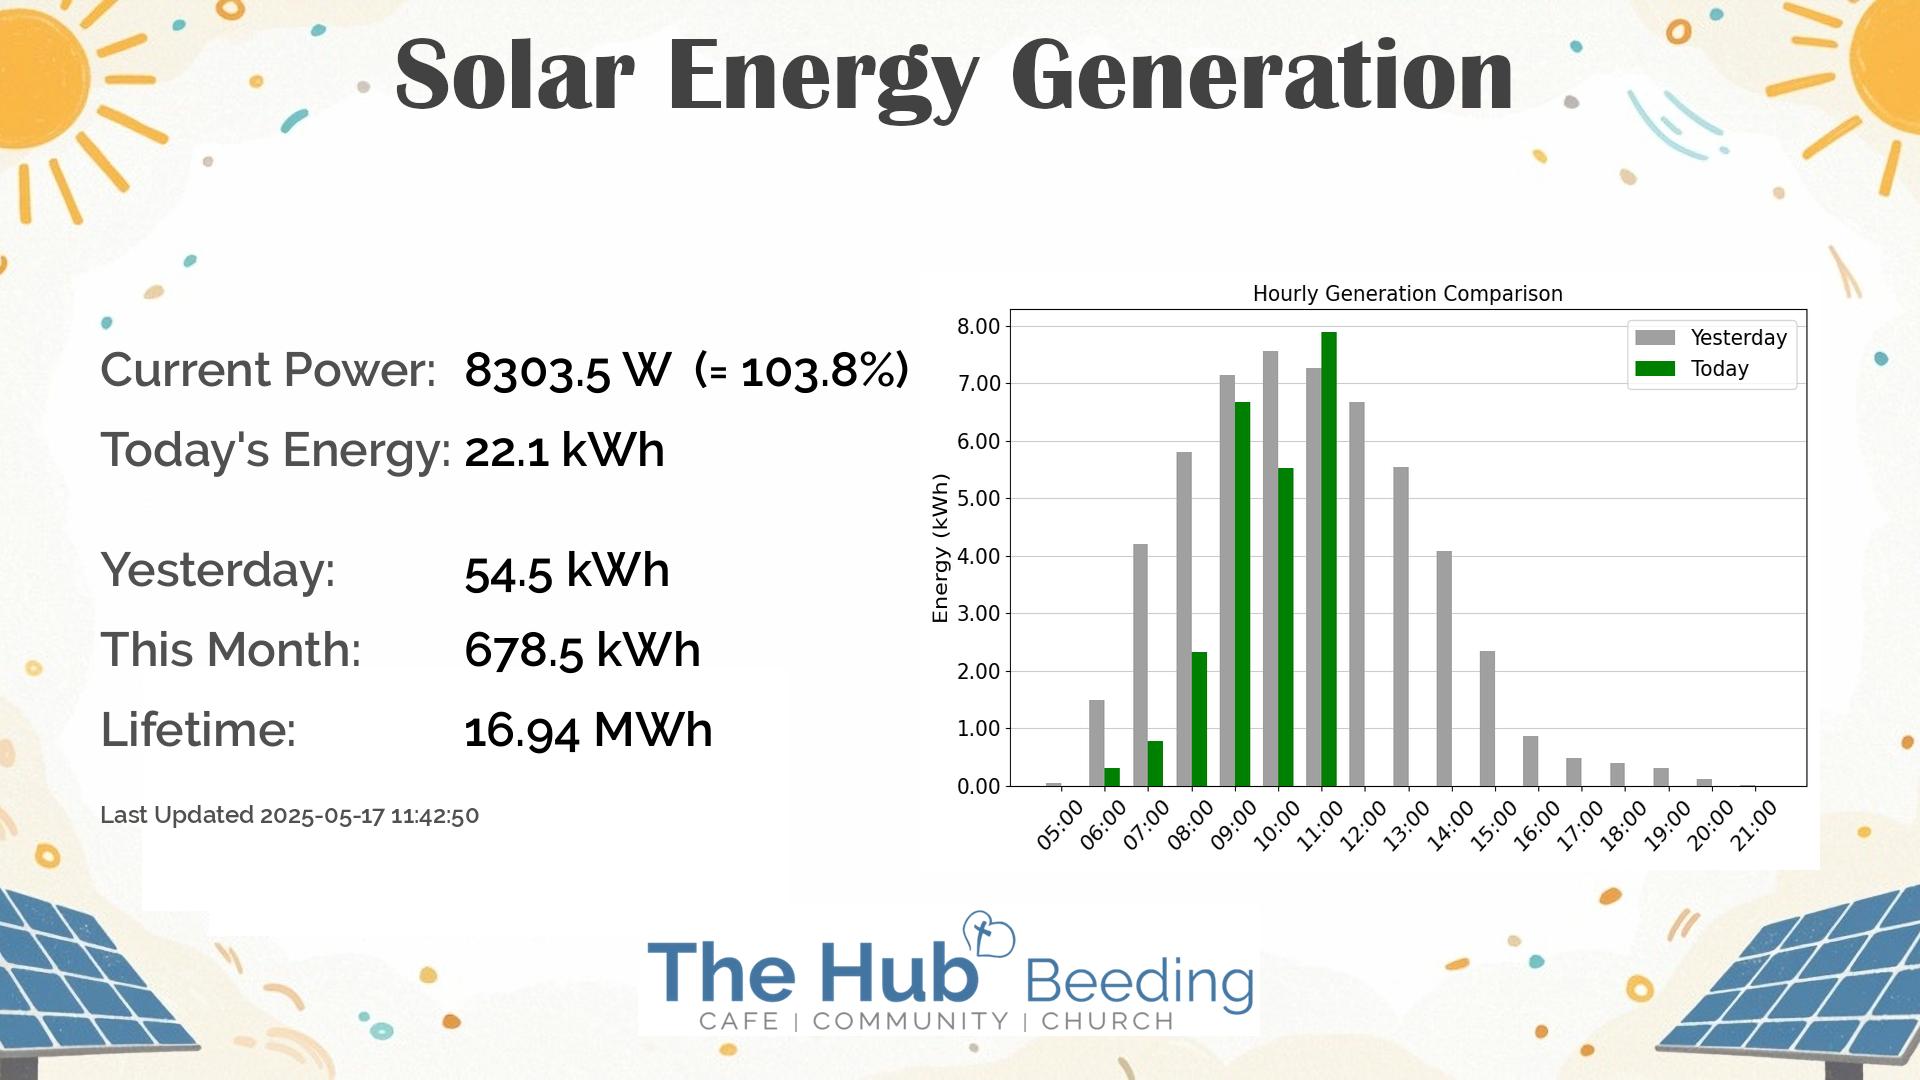 Solar Energy Generation
Current Power: 8303.5 W (= 103.8%)
Today's Energy: 22.1 kWh
Yesterday: 54.5 kWh
This Month: 678.5 kWh
Lifetime: 16.94 MWh
Last Updated 2025-05-17 11:42:50
Hourly Generation Comparison
Yesterday
Today
Energy (kWh)
8.00
7.00
6.00
5.00
4.00
3.00
2.00
1.00
0.00
05:00 06:00 07:00 08:00 09:00 10:00 11:00 12:00 13:00 14:00 15:00 16:00 17:00 18:00 19:00 20:00 21:00
The Hub Beeding
CAFE | COMMUNITY | CHURCH